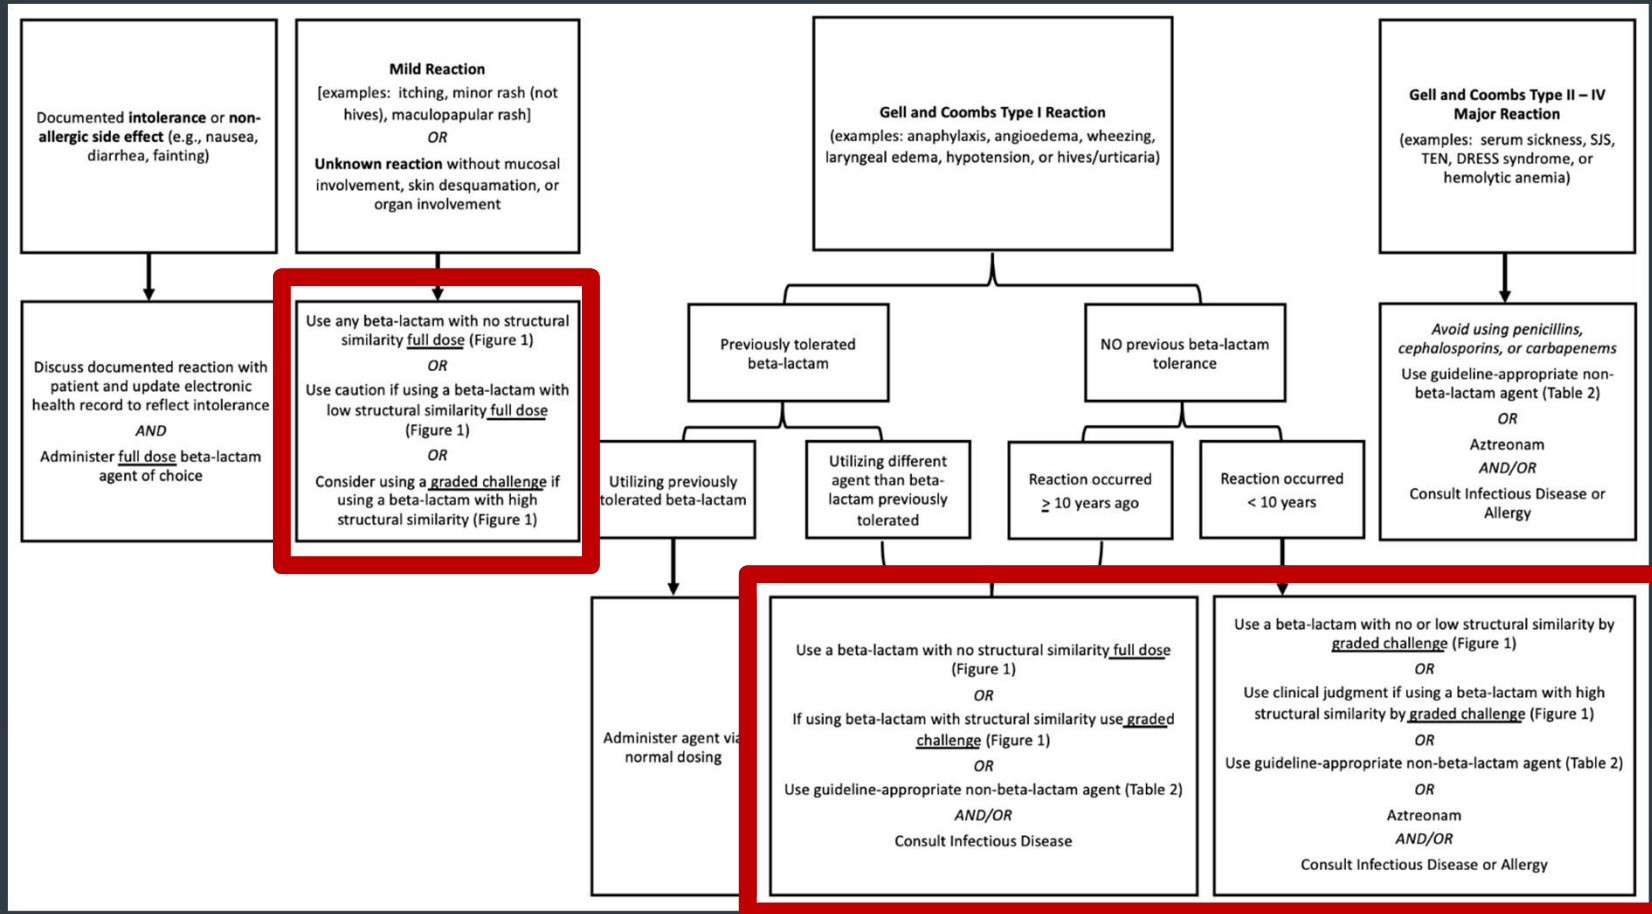 Documented intolerance or non-
allergic side effect (e.g., nausea,
diarrhea, fainting)
Mild Reaction
[examples: itching, minor rash (not
hives), maculopapular rash]
OR
Unknown reaction without mucosal
involvement, skin desquamation, or
organ involvement
Gell and Coombs Type I Reaction
(examples: anaphylaxis, angioedema, wheezing,
laryngeal edema, hypotension, or hives/urticaria)
Gell and Coombs Type II – IV
Major Reaction
(examples: serum sickness, SJS,
TEN, DRESS syndrome, or
hemolytic anemia)
Discuss documented reaction with
patient and update electronic
health record to reflect intolerance
AND
Administer full dose beta-lactam
agent of choice
Use any beta-lactam with no structural
similarity full dose (Figure 1)
OR
Use caution if using a beta-lactam with
low structural similarity full dose
(Figure 1)
OR
Consider using a graded challenge if
using a beta-lactam with high
structural similarity (Figure 1)
Previously tolerated
beta-lactam
NO previous beta-lactam
tolerance
Avoid using penicillins,
cephalosporins, or carbapenems
Use guideline-appropriate non-
beta-lactam agent (Table 2)
OR
Aztreonam
AND/OR
Consult Infectious Disease or
Allergy
Utilizing previously
tolerated beta-lactam
Utilizing different
agent than beta-
lactam previously
tolerated
Reaction occurred
≥ 10 years ago
Reaction occurred
< 10 years
Administer agent via
normal dosing
Use a beta-lactam with no structural similarity full dose
(Figure 1)
OR
If using beta-lactam with structural similarity use graded
challenge (Figure 1)
OR
Use guideline-appropriate non-beta-lactam agent (Table 2)
AND/OR
Consult Infectious Disease
Use a beta-lactam with no or low structural similarity by
graded challenge (Figure 1)
OR
Use clinical judgment if using a beta-lactam with high
structural similarity by graded challenge (Figure 1)
OR
Use guideline-appropriate non-beta-lactam agent (Table 2)
OR
Aztreonam
AND/OR
Consult Infectious Disease or Allergy